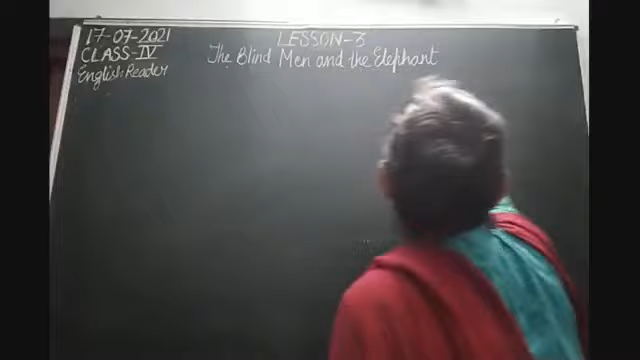 17-07-2021
CLASS-IV
English Reader
LESSON-3
The Blind Men and the Elephant